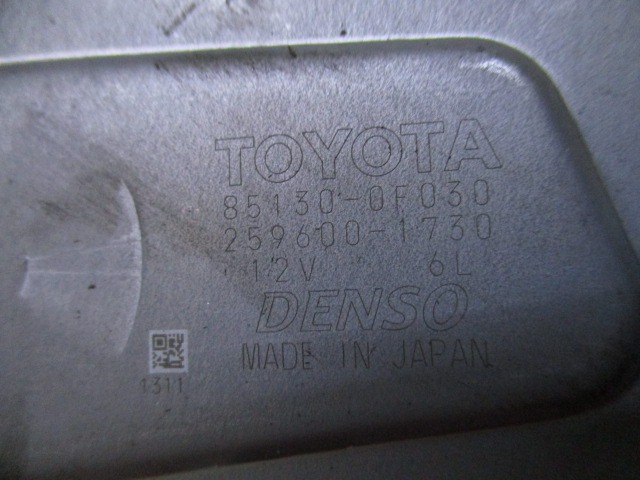 TOYOTA
85130-0F030
259600-1730
12V 6L
DENSO
MADE IN JAPAN
1311